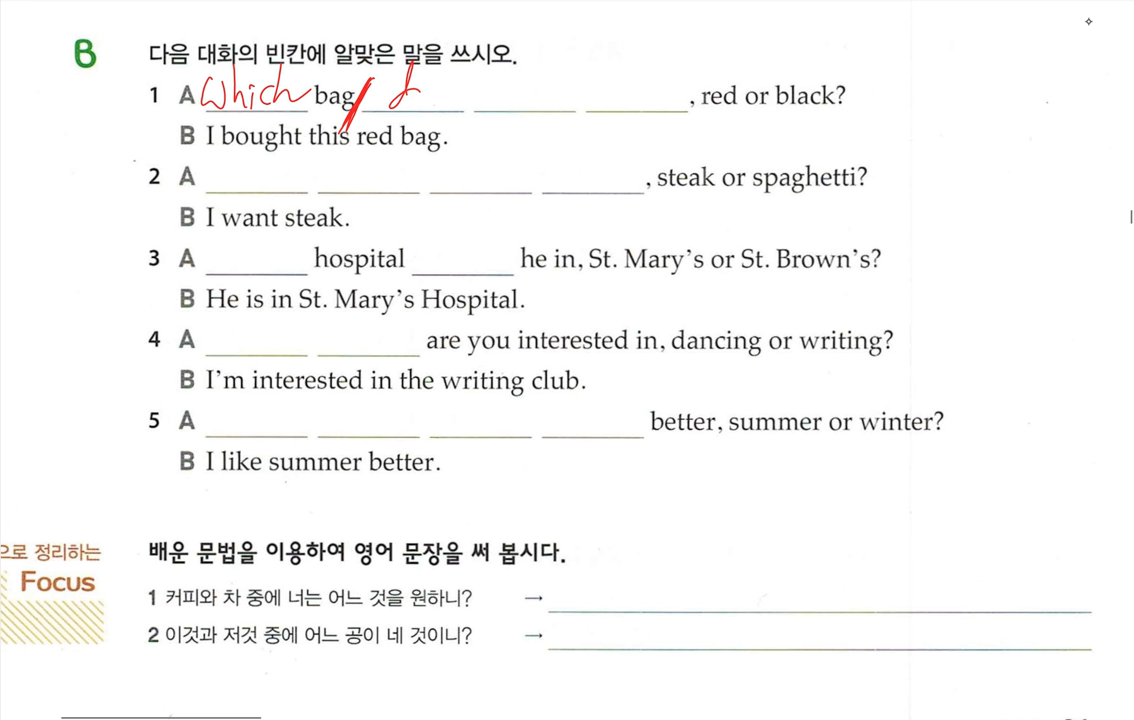 B 다음 대화의 빈칸에 알맞은 말을 쓰시오.
1 A Which bag / d , red or black?
B I bought this red bag.
2 A , steak or spaghetti?
B I want steak.
3 A hospital he in, St. Mary's or St. Brown's?
B He is in St. Mary's Hospital.
4 A are you interested in, dancing or writing?
B I'm interested in the writing club.
5 A better, summer or winter?
B I like summer better.
으로 정리하는
Focus
배운 문법을 이용하여 영어 문장을 써 봅시다.
1 커피와 차 중에 너는 어느 것을 원하니? →
2 이것과 저것 중에 어느 공이 네 것이니? →